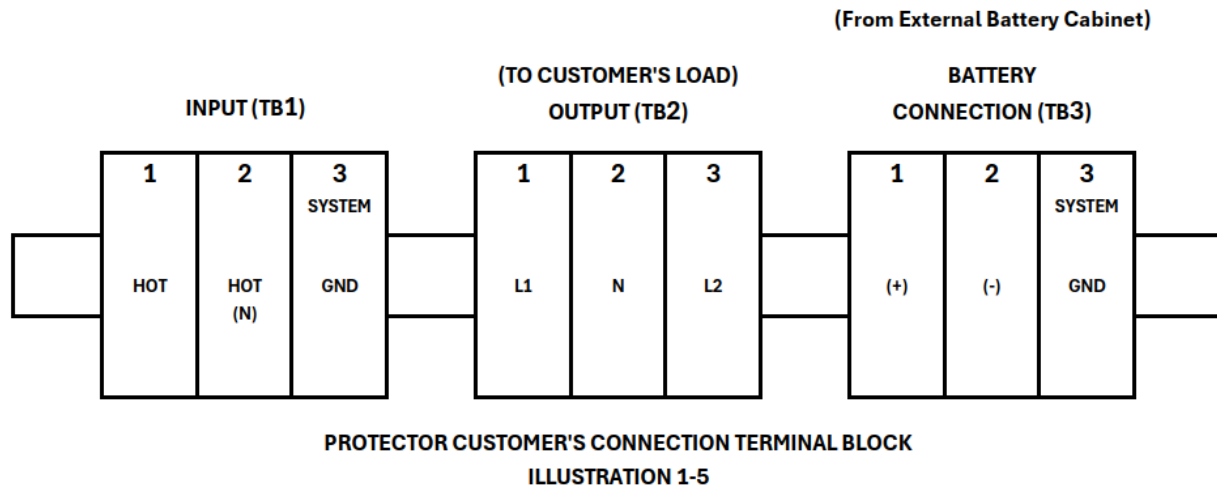 (From External Battery Cabinet)
(TO CUSTOMER'S LOAD)
BATTERY
INPUT (TB1)
OUTPUT (TB2)
CONNECTION (TB3)
1
2
3
SYSTEM
HOT
HOT
(N)
GND
1
2
3
L1
N
L2
1
2
3
SYSTEM
(+)
(-)
GND
PROTECTOR CUSTOMER'S CONNECTION TERMINAL BLOCK
ILLUSTRATION 1-5